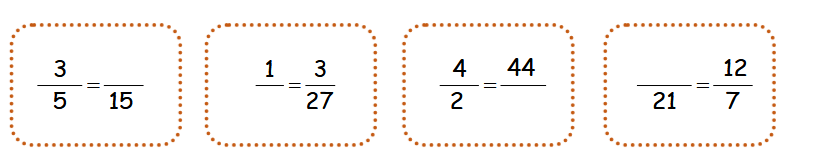 3 = 1 = 3 4 = 44 = 12
5 15 27 2 21 7